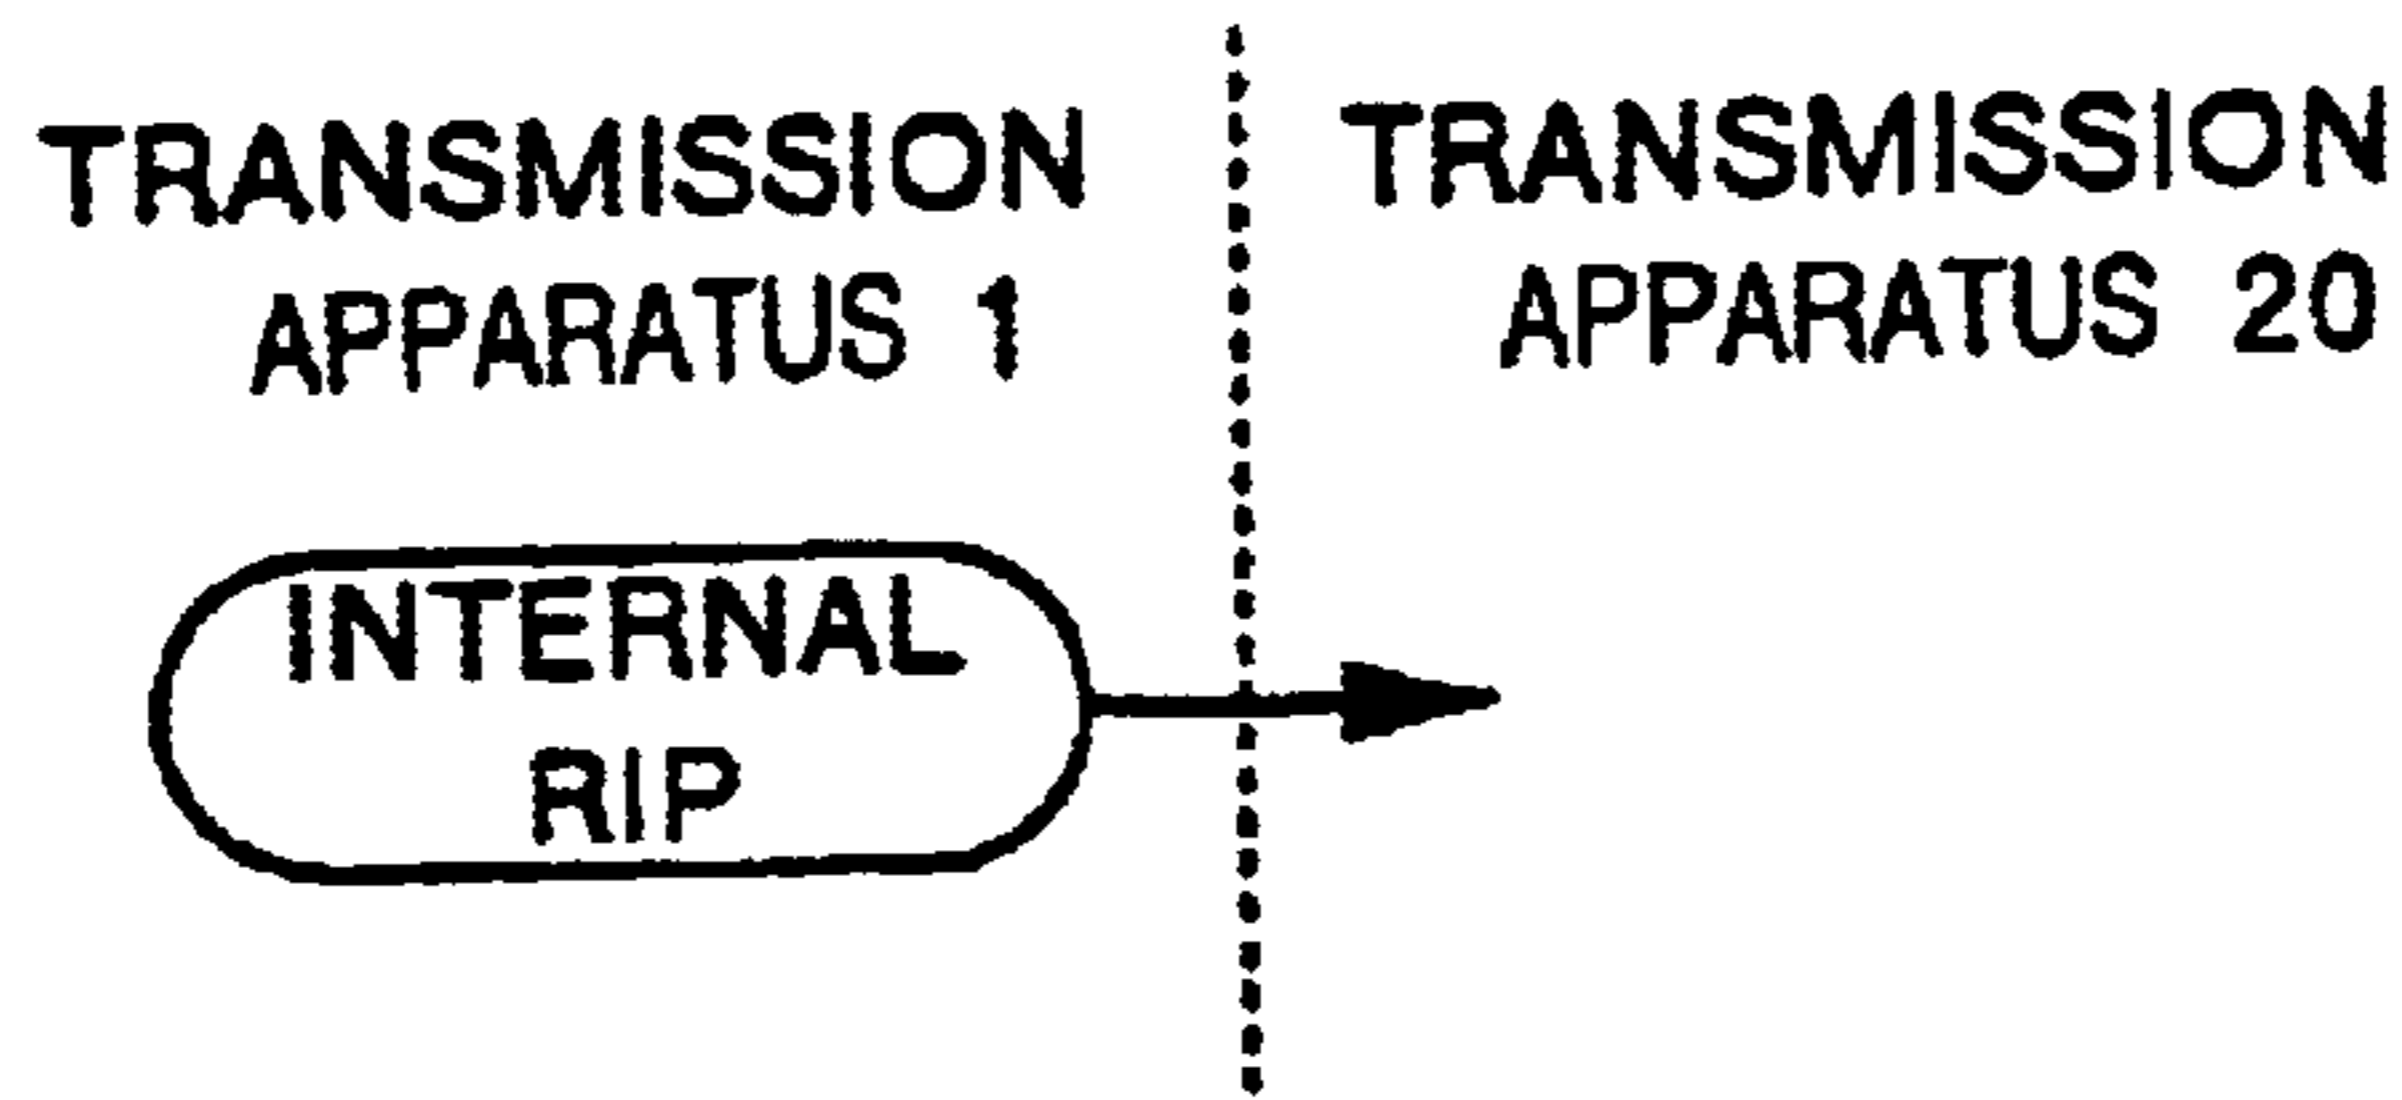 TRANSMISSION
APPARATUS 1
TRANSMISSION
APPARATUS 20
INTERNAL
RIP